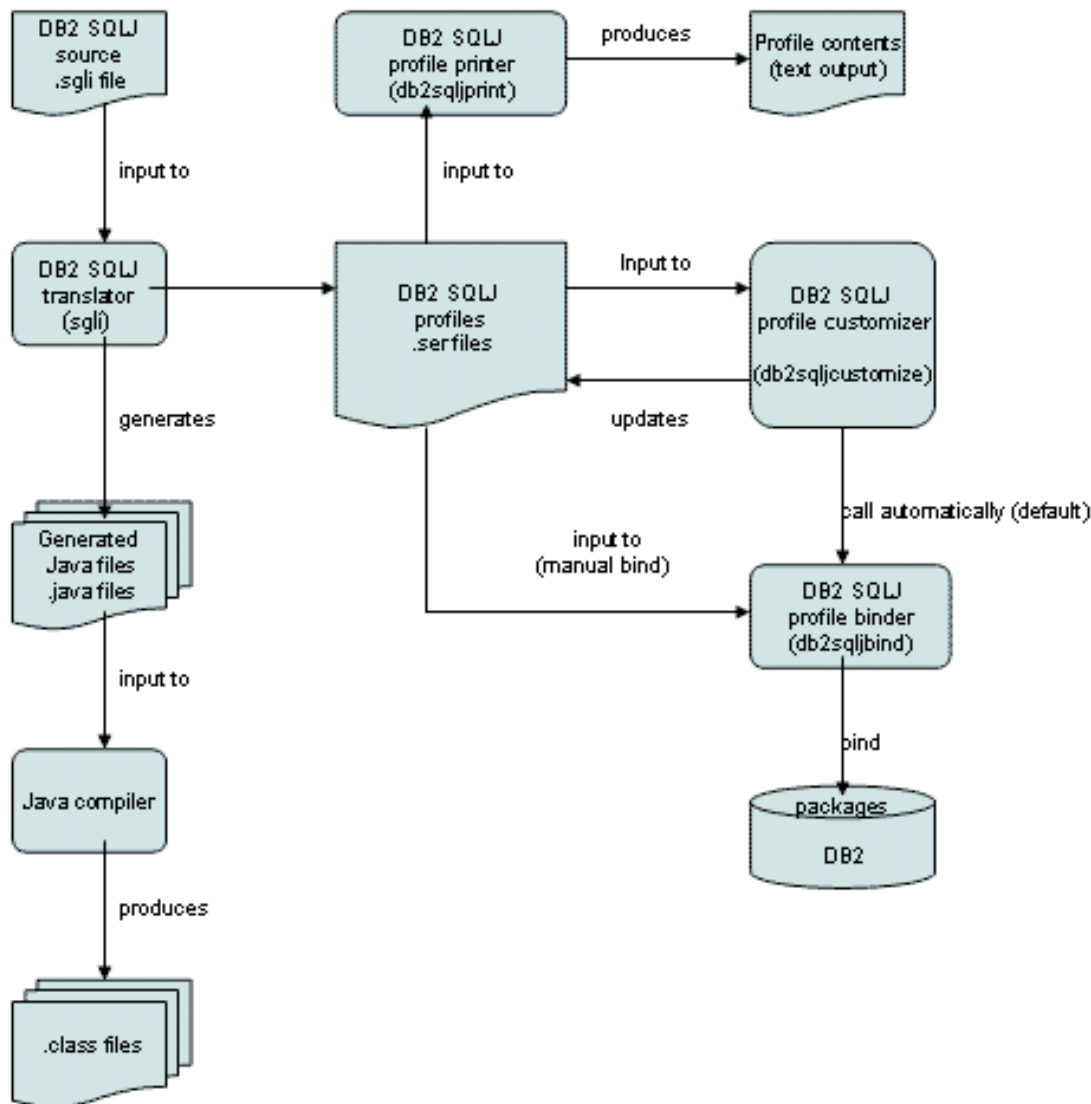 DB2 SQLJ
source
.sgli file
DB2 SQLJ
profile printer
(db2sqljprint)
produces
Profile contents
(text output)
input to
input to
DB2 SQLJ
translator
(sgli)
DB2 SQLJ
profiles
.ser files
Input to
DB2 SQLJ
profile customizer
(db2sqljcustomize)
updates
generates
call automatically (default)
input to
(manual bind)
Generated
Java files
.java files
DB2 SQLJ
profile binder
(db2sqljbind)
input to
bind
Java compiler
packages
DB2
produces
.class files